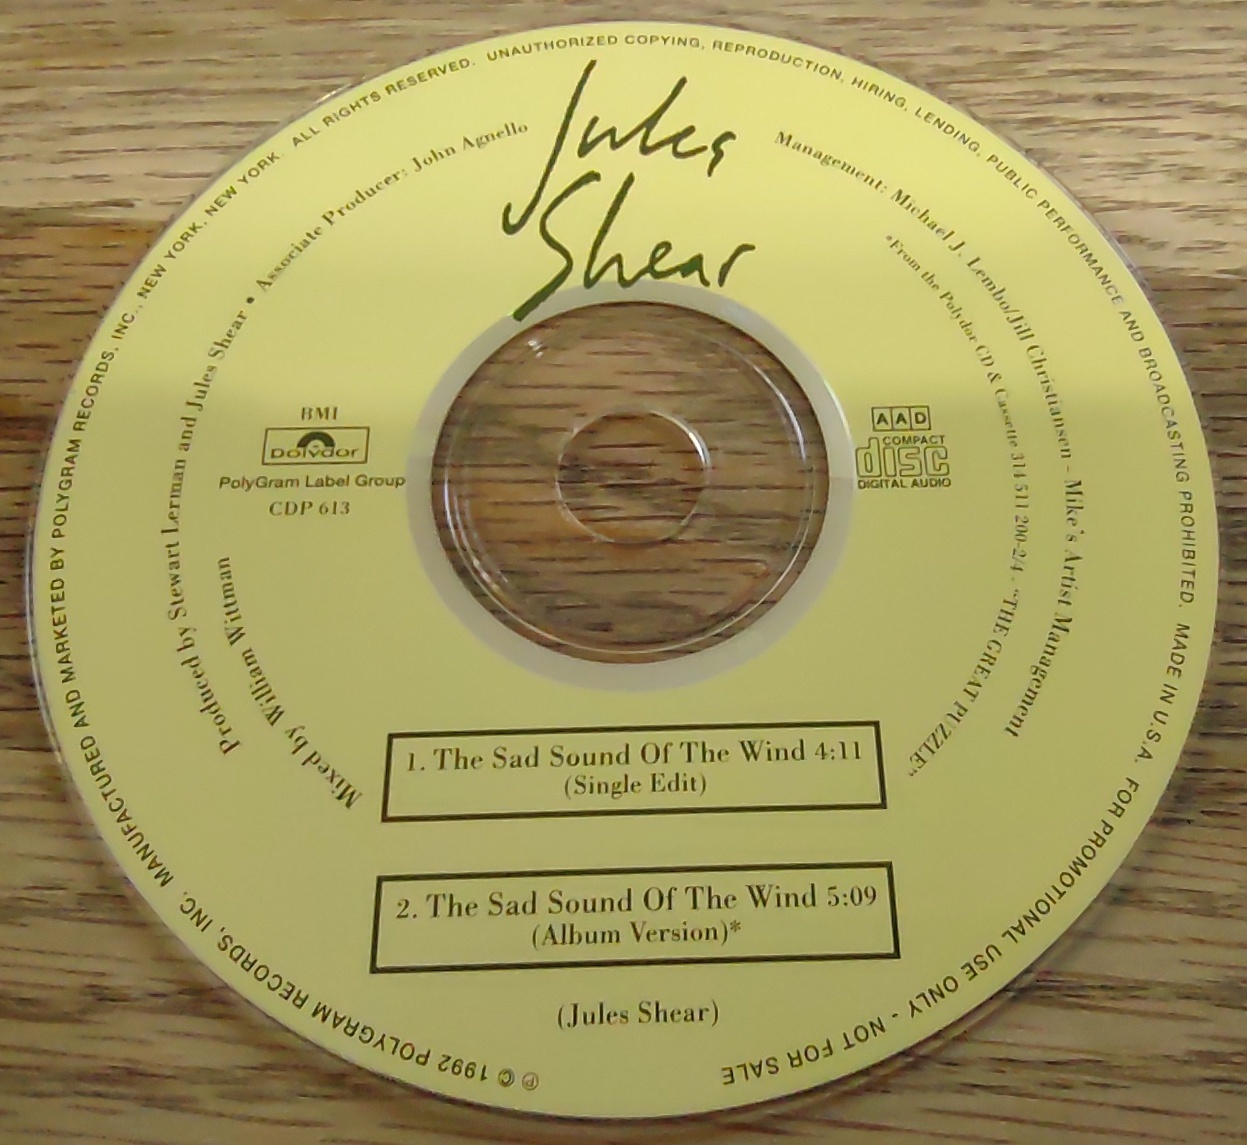 Jules
Shear
Produced by Stewart Lerman and Jules Shear • Associate Producer: John Agnello
Mixed by William Wittman
Management: Michael J. Lembo/Jill Christiansen - Mike's Artist Management
*From the Polydor CD & Cassette 314 511 200-2/4 - "THE GREAT PUZZLE"
BMI
Polydor
PolyGram Label Group
CDP 613
AAD
COMPACT
disc
DIGITAL AUDIO
1. The Sad Sound Of The Wind 4:11
(Single Edit)
2. The Sad Sound Of The Wind 5:09
(Album Version)*
(Jules Shear)
℗ © 1992 POLYGRAM RECORDS, INC. MANUFACTURED AND MARKETED BY POLYGRAM RECORDS, INC., NEW YORK, NEW YORK. ALL RIGHTS RESERVED. UNAUTHORIZED COPYING, REPRODUCTION, HIRING, LENDING, PUBLIC PERFORMANCE AND BROADCASTING PROHIBITED. MADE IN U.S.A. FOR PROMOTIONAL USE ONLY - NOT FOR SALE